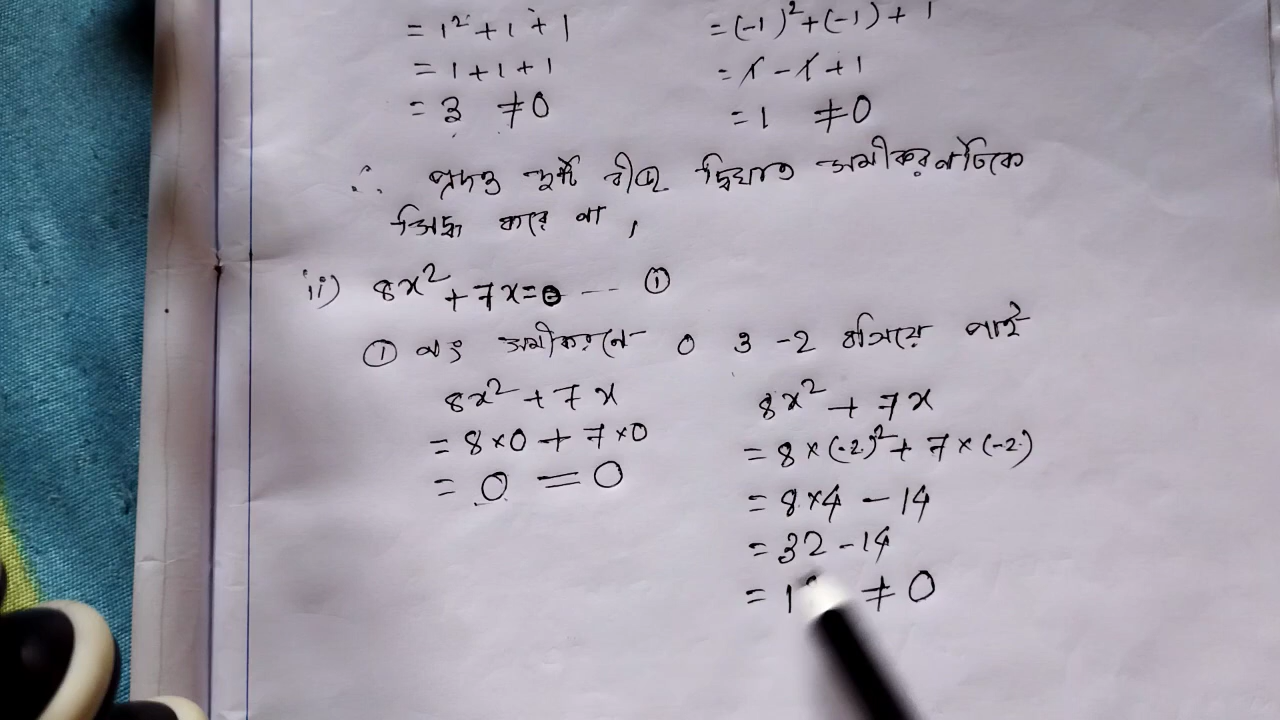 = 1² + 1 + 1
= (-1)² + (-1) + 1
= 1 + 1 + 1
= 1 - 1 + 1
= 3 ≠ 0
= 1 ≠ 0
∴ প্রদত্ত দুটি বীজ দ্বিঘাত সমীকরণটিকে
সিদ্ধ করে না ,
ii) 8x² + 7x = 0 --- ①
① নং সমীকরণে 0 ও -2 বসিয়ে পাই
8x² + 7x
= 8 × 0 + 7 × 0
= 0 = 0
8x² + 7x
= 8 × (-2)² + 7 × (-2)
= 8 × 4 - 14
= 32 - 14
= 1 ≠ 0